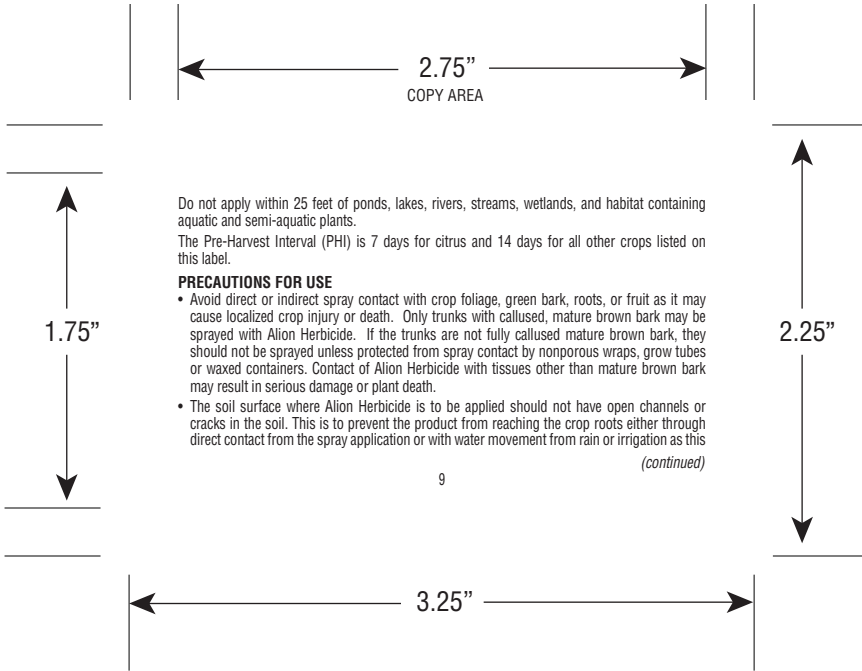 2.75”
COPY AREA
Do not apply within 25 feet of ponds, lakes, rivers, streams, wetlands, and habitat containing
aquatic and semi-aquatic plants.
The Pre-Harvest Interval (PHI) is 7 days for citrus and 14 days for all other crops listed on
this label.
PRECAUTIONS FOR USE
• Avoid direct or indirect spray contact with crop foliage, green bark, roots, or fruit as it may
cause localized crop injury or death.  Only trunks with callused, mature brown bark may be
sprayed with Alion Herbicide.  If the trunks are not fully callused mature brown bark, they
should not be sprayed unless protected from spray contact by nonporous wraps, grow tubes
or waxed containers. Contact of Alion Herbicide with tissues other than mature brown bark
may result in serious damage or plant death.
• The soil surface where Alion Herbicide is to be applied should not have open channels or
cracks in the soil. This is to prevent the product from reaching the crop roots either through
direct contact from the spray application or with water movement from rain or irrigation as this
(continued)
9
1.75”
2.25”
3.25”